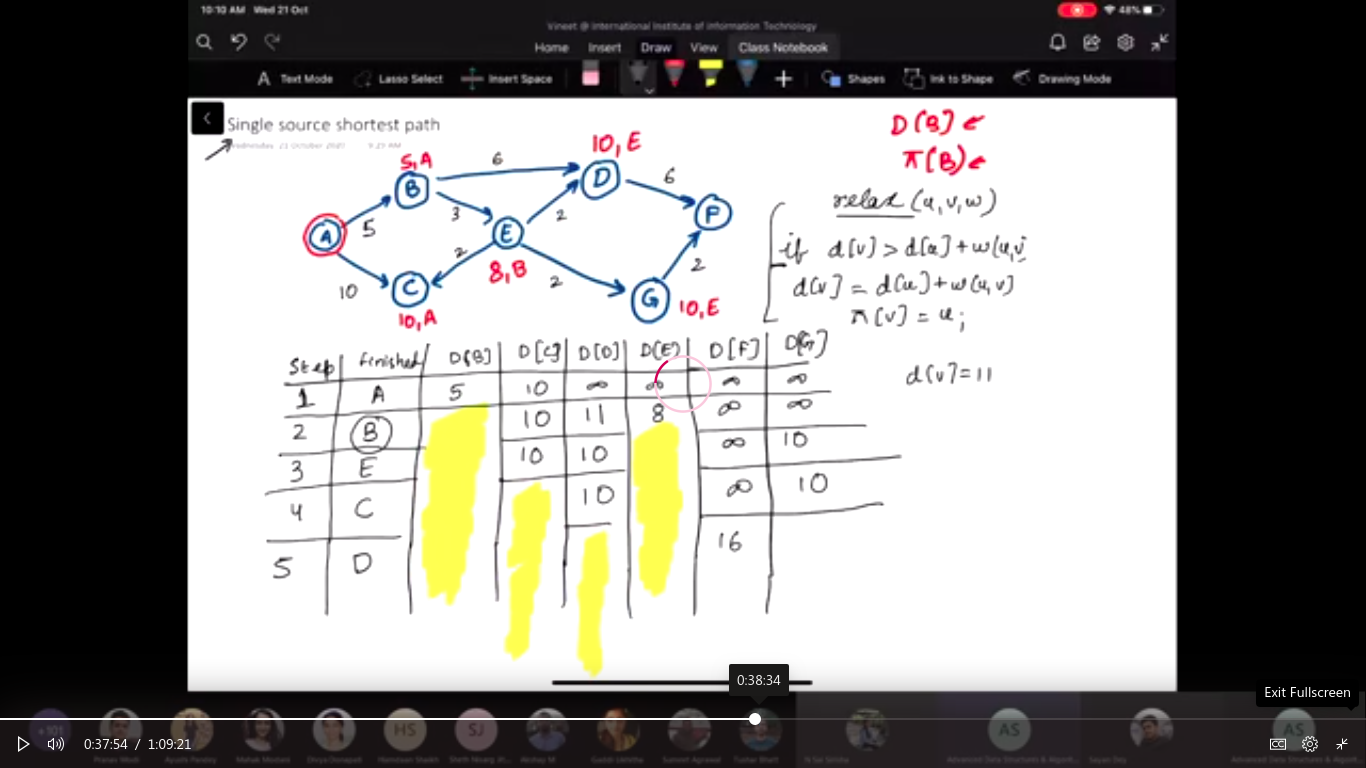 10:10 AM Wed 21 Oct
48%
Vineet @ International Institute of Information Technology
Home Insert Draw View Class Notebook
A Text Mode Lasso Select Insert Space + Shapes Ink to Shape Drawing Mode
Single source shortest path
Wednesday, 21 October 2020 9:29 AM
D(B) ←
π(B) ←
5,A
6
10, E
B
D
6
relax (u,v,w)
A
5
3
2
F
if d[v] > d[u] + w(u,v)
E
2
8,B
2
2
d[v] = d[u] + w(u,v)
10
C
G
10,E
π[v] = u;
10,A
Step Finished D[B] D[C] D[D] D[E] D[F] D[G]
1 A 5 10 ∞ ∞ ∞ ∞
d[v]=11
2 B 10 11 8 ∞ ∞
3 E 10 10 ∞ 10
4 C 10 ∞ 10
5 D 16
0:38:34
Exit Fullscreen
HS SJ AS AS
0:37:54 / 1:09:21
CC